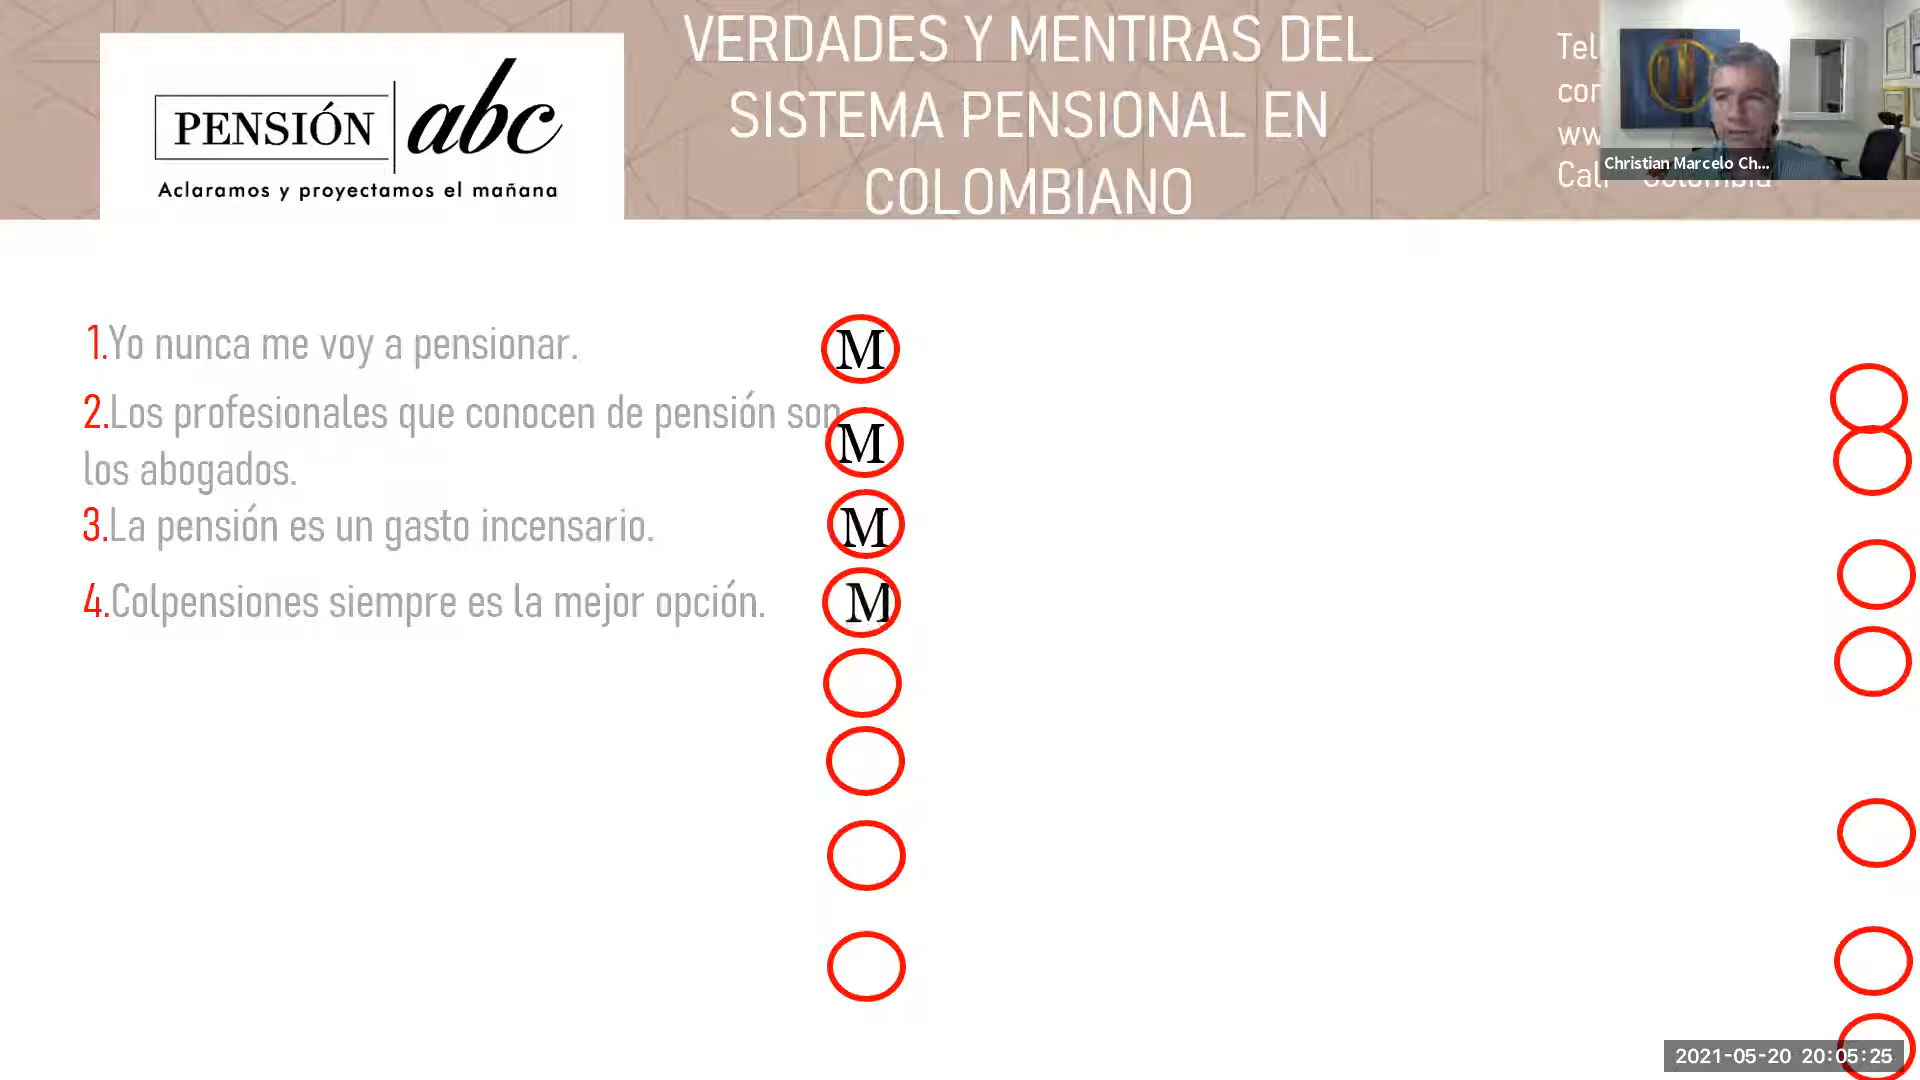 PENSIÓN abc
Aclaramos y proyectamos el mañana
VERDADES Y MENTIRAS DEL
SISTEMA PENSIONAL EN
COLOMBIANO
Christian Marcelo Ch...
1.Yo nunca me voy a pensionar.
M
2.Los profesionales que conocen de pensión son
los abogados.
M
3.La pensión es un gasto incensario.
M
4.Colpensiones siempre es la mejor opción.
M
2021-05-20 20:05:25